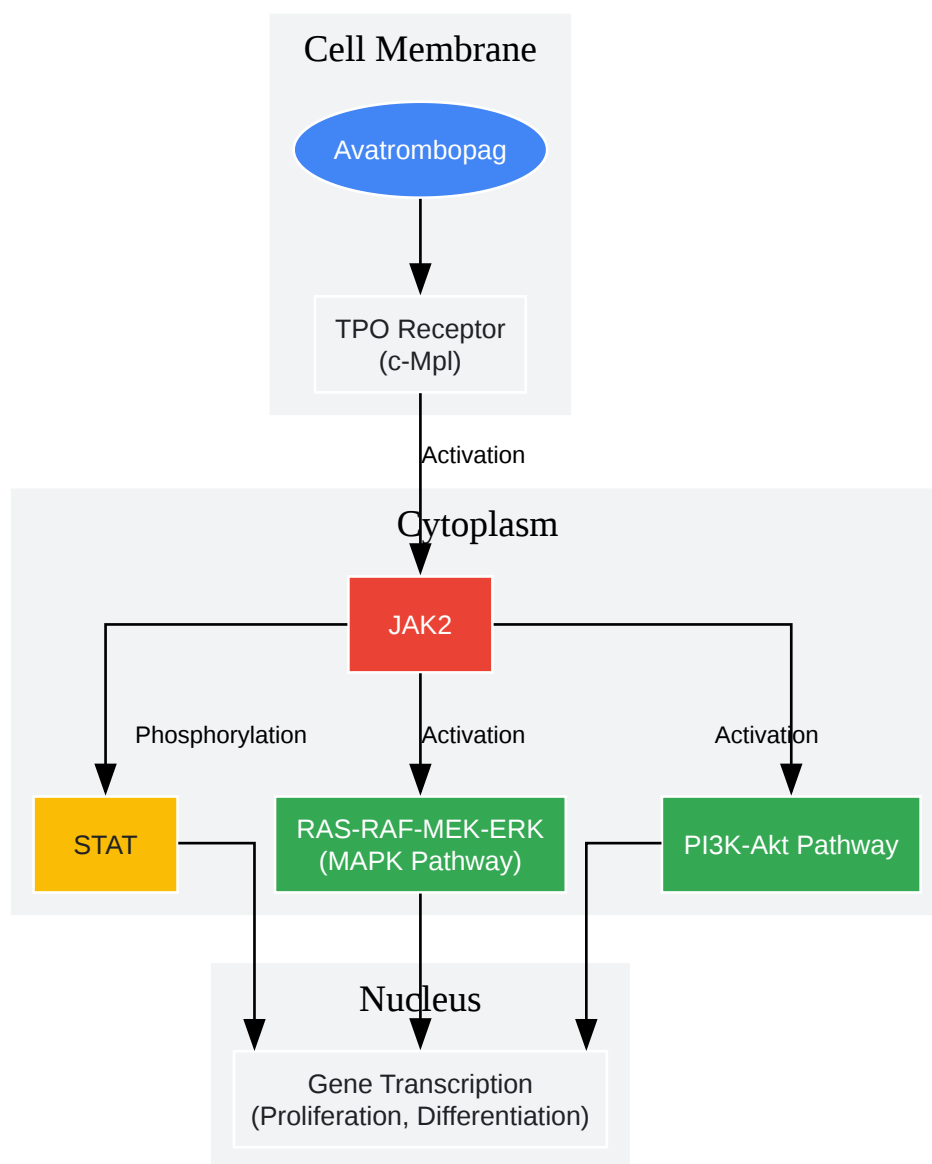 Cell Membrane
Avatrombopag
TPO Receptor
(c-Mpl)
Activation
Cytoplasm
JAK2
Phosphorylation
Activation
Activation
STAT
RAS-RAF-MEK-ERK
(MAPK Pathway)
PI3K-Akt Pathway
Nucleus
Gene Transcription
(Proliferation, Differentiation)